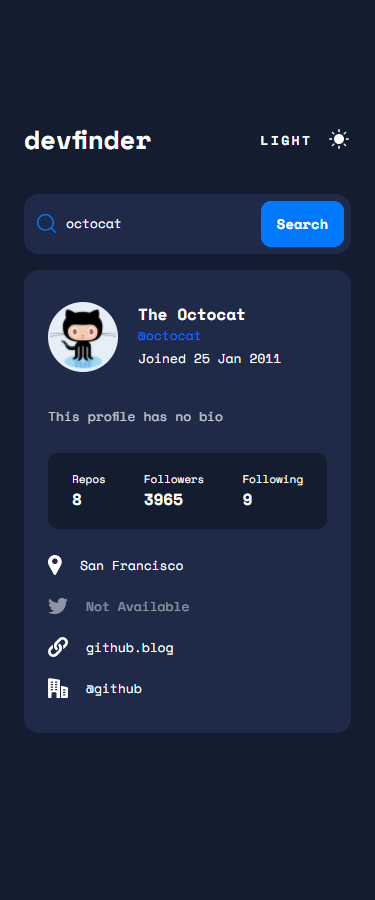 devfinder
LIGHT
octocat
Search
The Octocat
@octocat
Joined 25 Jan 2011
This profile has no bio
Repos Followers Following
8 3965 9
San Francisco
Not Available
github.blog
@github